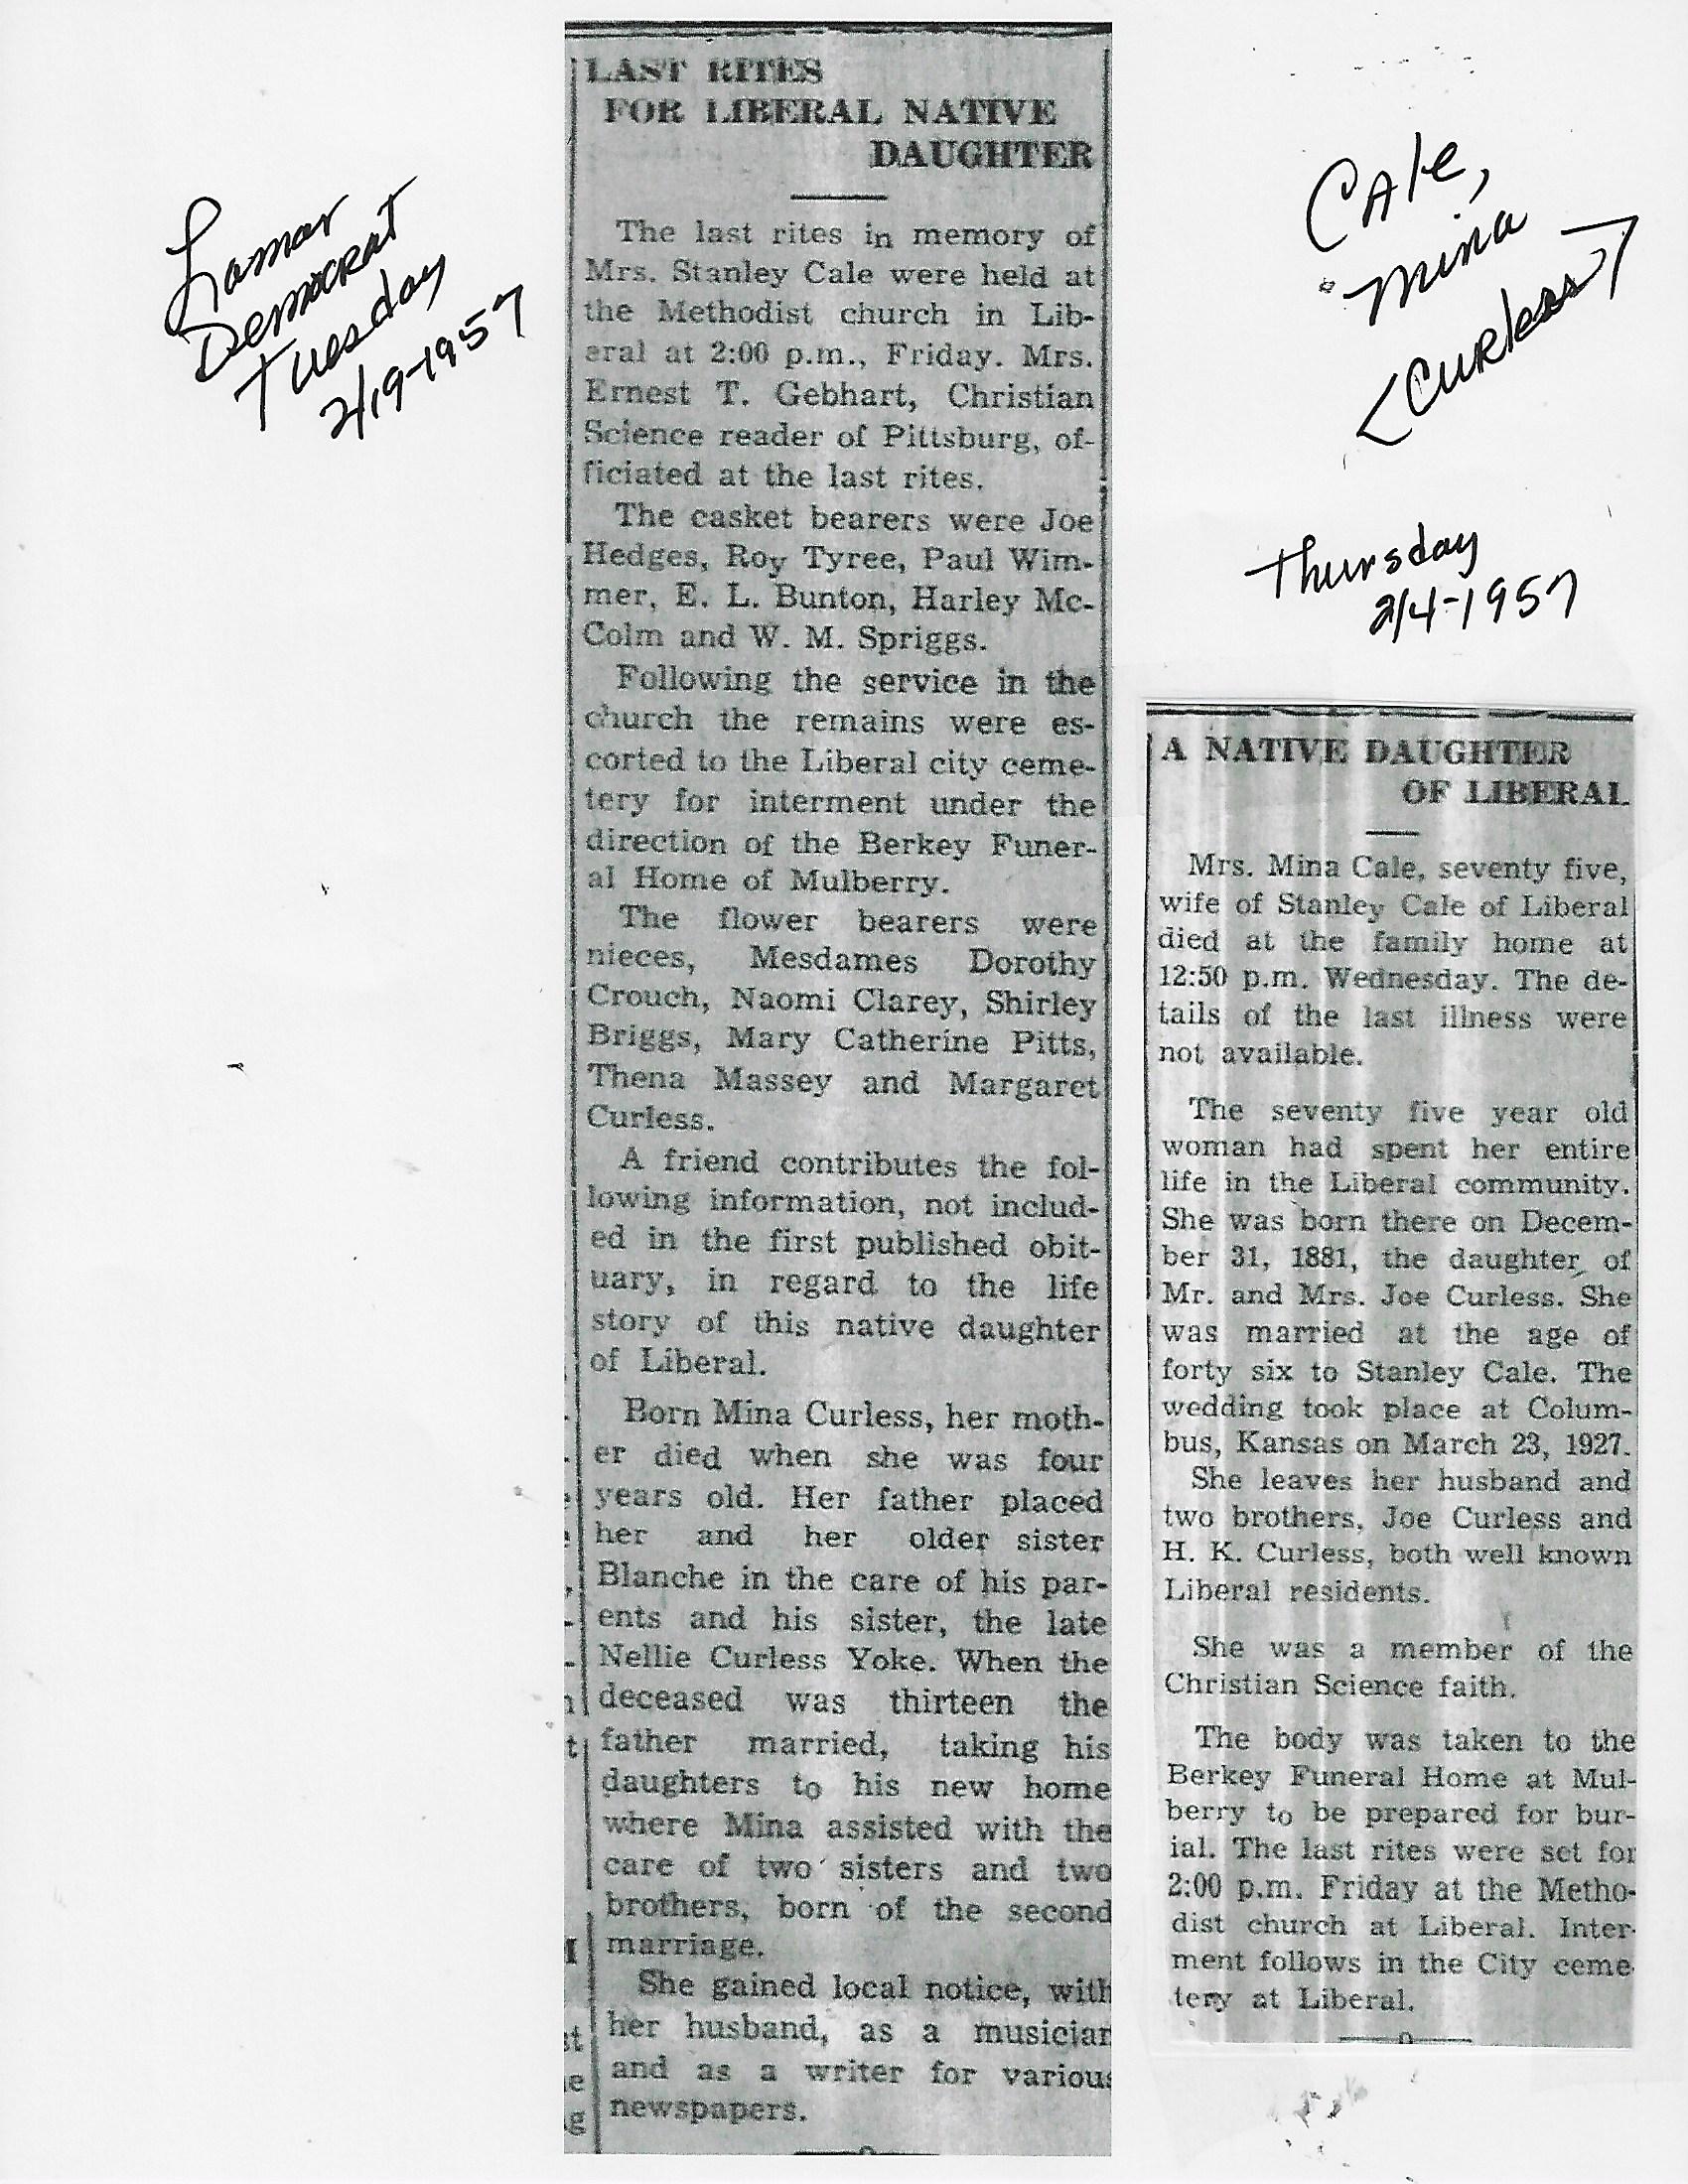 Lamar
Democrat
Tuesday
2/19-1957
LAST RITES
FOR LIBERAL NATIVE
DAUGHTER
The last rites in memory of
Mrs. Stanley Cale were held at
the Methodist church in Lib-
eral at 2:00 p.m., Friday. Mrs.
Ernest T. Gebhart, Christian
Science reader of Pittsburg, of-
ficiated at the last rites.
The casket bearers were Joe
Hedges, Roy Tyree, Paul Wim-
mer, E. L. Bunton, Harley Mc-
Colm and W. M. Spriggs.
Following the service in the
church the remains were es-
corted to the Liberal city ceme-
tery for interment under the
direction of the Berkey Funer-
al Home of Mulberry.
The flower bearers were
nieces, Mesdames Dorothy
Crouch, Naomi Clarey, Shirley
Briggs, Mary Catherine Pitts,
Thena Massey and Margaret
Curless.
A friend contributes the fol-
lowing information, not includ-
ed in the first published obit-
uary, in regard to the life
story of this native daughter
of Liberal.
Born Mina Curless, her moth-
er died when she was four
years old. Her father placed
her and her older sister
Blanche in the care of his par-
ents and his sister, the late
Nellie Curless Yoke. When the
deceased was thirteen the
father married, taking his
daughters to his new home
where Mina assisted with the
care of two sisters and two
brothers, born of the second
marriage.
She gained local notice, with
her husband, as a musician
and as a writer for various
newspapers.
Cale,
"Mina
<Curless>
Thursday
2/4-1957
A NATIVE DAUGHTER
OF LIBERAL
Mrs. Mina Cale, seventy five,
wife of Stanley Cale of Liberal
died at the family home at
12:50 p.m. Wednesday. The de-
tails of the last illness were
not available.
The seventy five year old
woman had spent her entire
life in the Liberal community.
She was born there on Decem-
ber 31, 1881, the daughter of
Mr. and Mrs. Joe Curless. She
was married at the age of
forty six to Stanley Cale. The
wedding took place at Colum-
bus, Kansas on March 23, 1927.
She leaves her husband and
two brothers, Joe Curless and
H. K. Curless, both well known
Liberal residents.
She was a member of the
Christian Science faith.
The body was taken to the
Berkey Funeral Home at Mul-
berry to be prepared for bur-
ial. The last rites were set for
2:00 p.m. Friday at the Metho-
dist church at Liberal. Inter-
ment follows in the City ceme-
tery at Liberal.